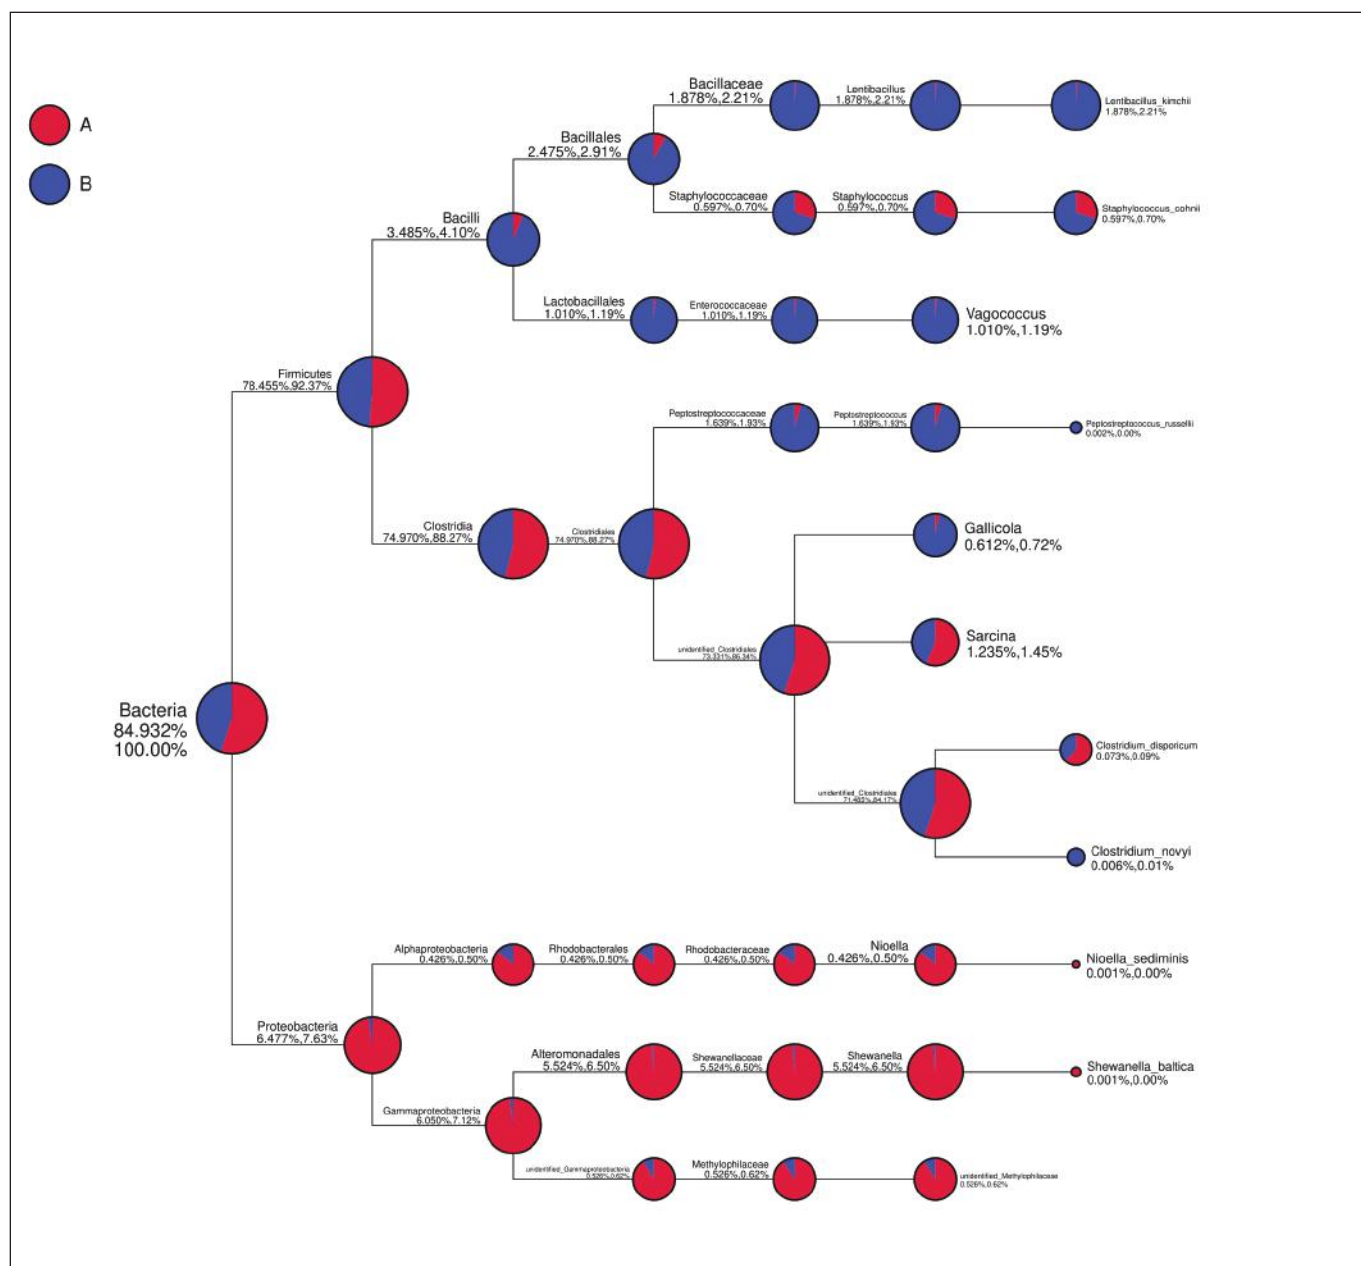 A
B
Bacillaceae
1.878%,2.21%
Lentibacillus
1.878%,2.21%
Lentibacillus_kimchii
1.878%,2.21%
Bacillales
2.475%,2.91%
Staphylococcaceae
0.597%,0.70%
Staphylococcus
0.597%,0.70%
Staphylococcus_cohnii
0.597%,0.70%
Bacilli
3.485%,4.10%
Lactobacillales
1.010%,1.19%
Enterococcaceae
1.010%,1.19%
Vagococcus
1.010%,1.19%
Firmicutes
78.455%,92.37%
Peptostreptococcaceae
1.639%,1.93%
Peptostreptococcus
1.639%,1.93%
Peptostreptococcus_russellii
0.002%,0.00%
Clostridia
74.970%,88.27%
Clostridiales
74.970%,88.27%
Gallicola
0.612%,0.72%
unidentified_Clostridiales
73.331%,86.34%
Sarcina
1.235%,1.45%
Bacteria
84.932%
100.00%
Clostridium_disporicum
0.073%,0.09%
unidentified_Clostridiales
71.485%,84.17%
Clostridium_novyi
0.006%,0.01%
Alphaproteobacteria
0.426%,0.50%
Rhodobacterales
0.426%,0.50%
Rhodobacteraceae
0.426%,0.50%
Nioella
0.426%,0.50%
Nioella_sediminis
0.001%,0.00%
Proteobacteria
6.477%,7.63%
Alteromonadales
5.524%,6.50%
Shewanellaceae
5.524%,6.50%
Shewanella
5.524%,6.50%
Shewanella_baltica
0.001%,0.00%
Gammaproteobacteria
6.050%,7.12%
unidentified_Gammaproteobacteria
0.526%,0.62%
Methylophilaceae
0.526%,0.62%
unidentified_Methylophilaceae
0.526%,0.62%